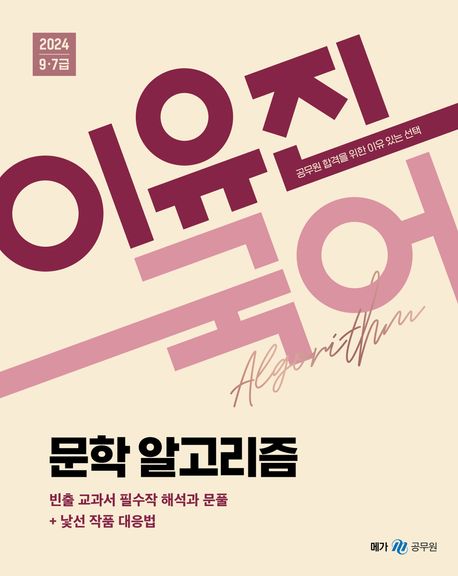 2024
9·7급
이유진
공무원 합격을 위한 이유 있는 선택
국어
Algorithm
문학 알고리즘
빈출 교과서 필수작 해석과 문풀
+ 낯선 작품 대응법
메가 공무원